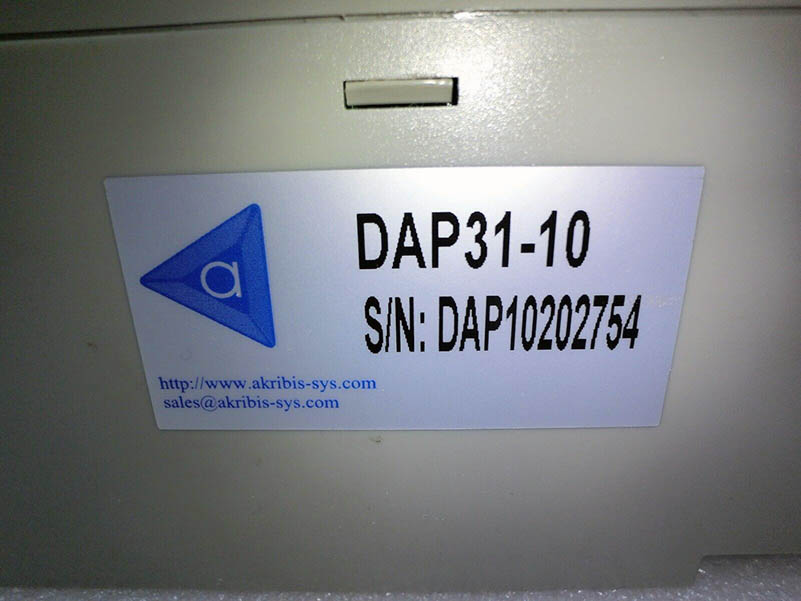 a
DAP31-10
S/N: DAP10202754
http://www.akribis-sys.com
sales@akribis-sys.com